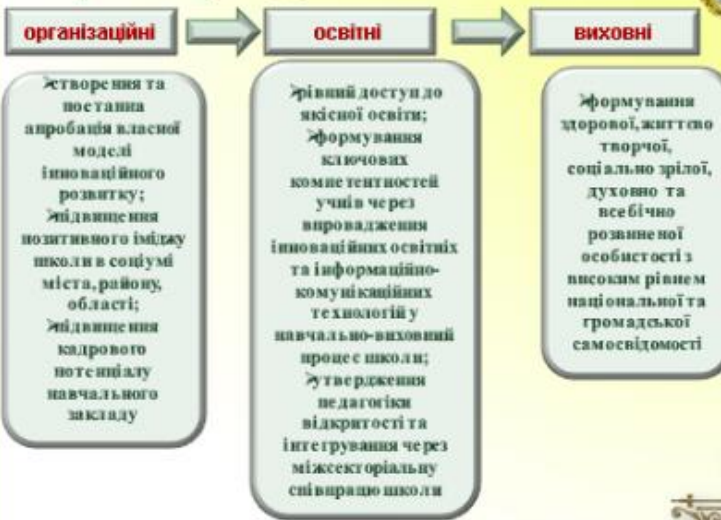 організаційні
освітні
виховні
➢створення та
постанна
апробація власної
моделі
інноваційного
розвитку;
➢підвищення
позитивного іміджу
школи в соціумі
міста, району,
області;
➢підвищення
кадрового
потенціалу
навчального
закладу
➢рівний доступ до
якісної освіти;
➢формування
ключових
компетентностей
учнів через
впровадження
інноваційних освітніх
та інформаційно-
комунікаційних
технологій у
навчально-виховний
процес школи;
➢утвердження
педагогіки
відкритості та
інтегрування через
міжсекторіальну
співпрацю школи
➢формування
здорової, життєво
творчої,
соціально зрілої,
духовно та
всебічно
розвиненої
особистості з
високим рівнем
національної та
громадської
самосвідомості